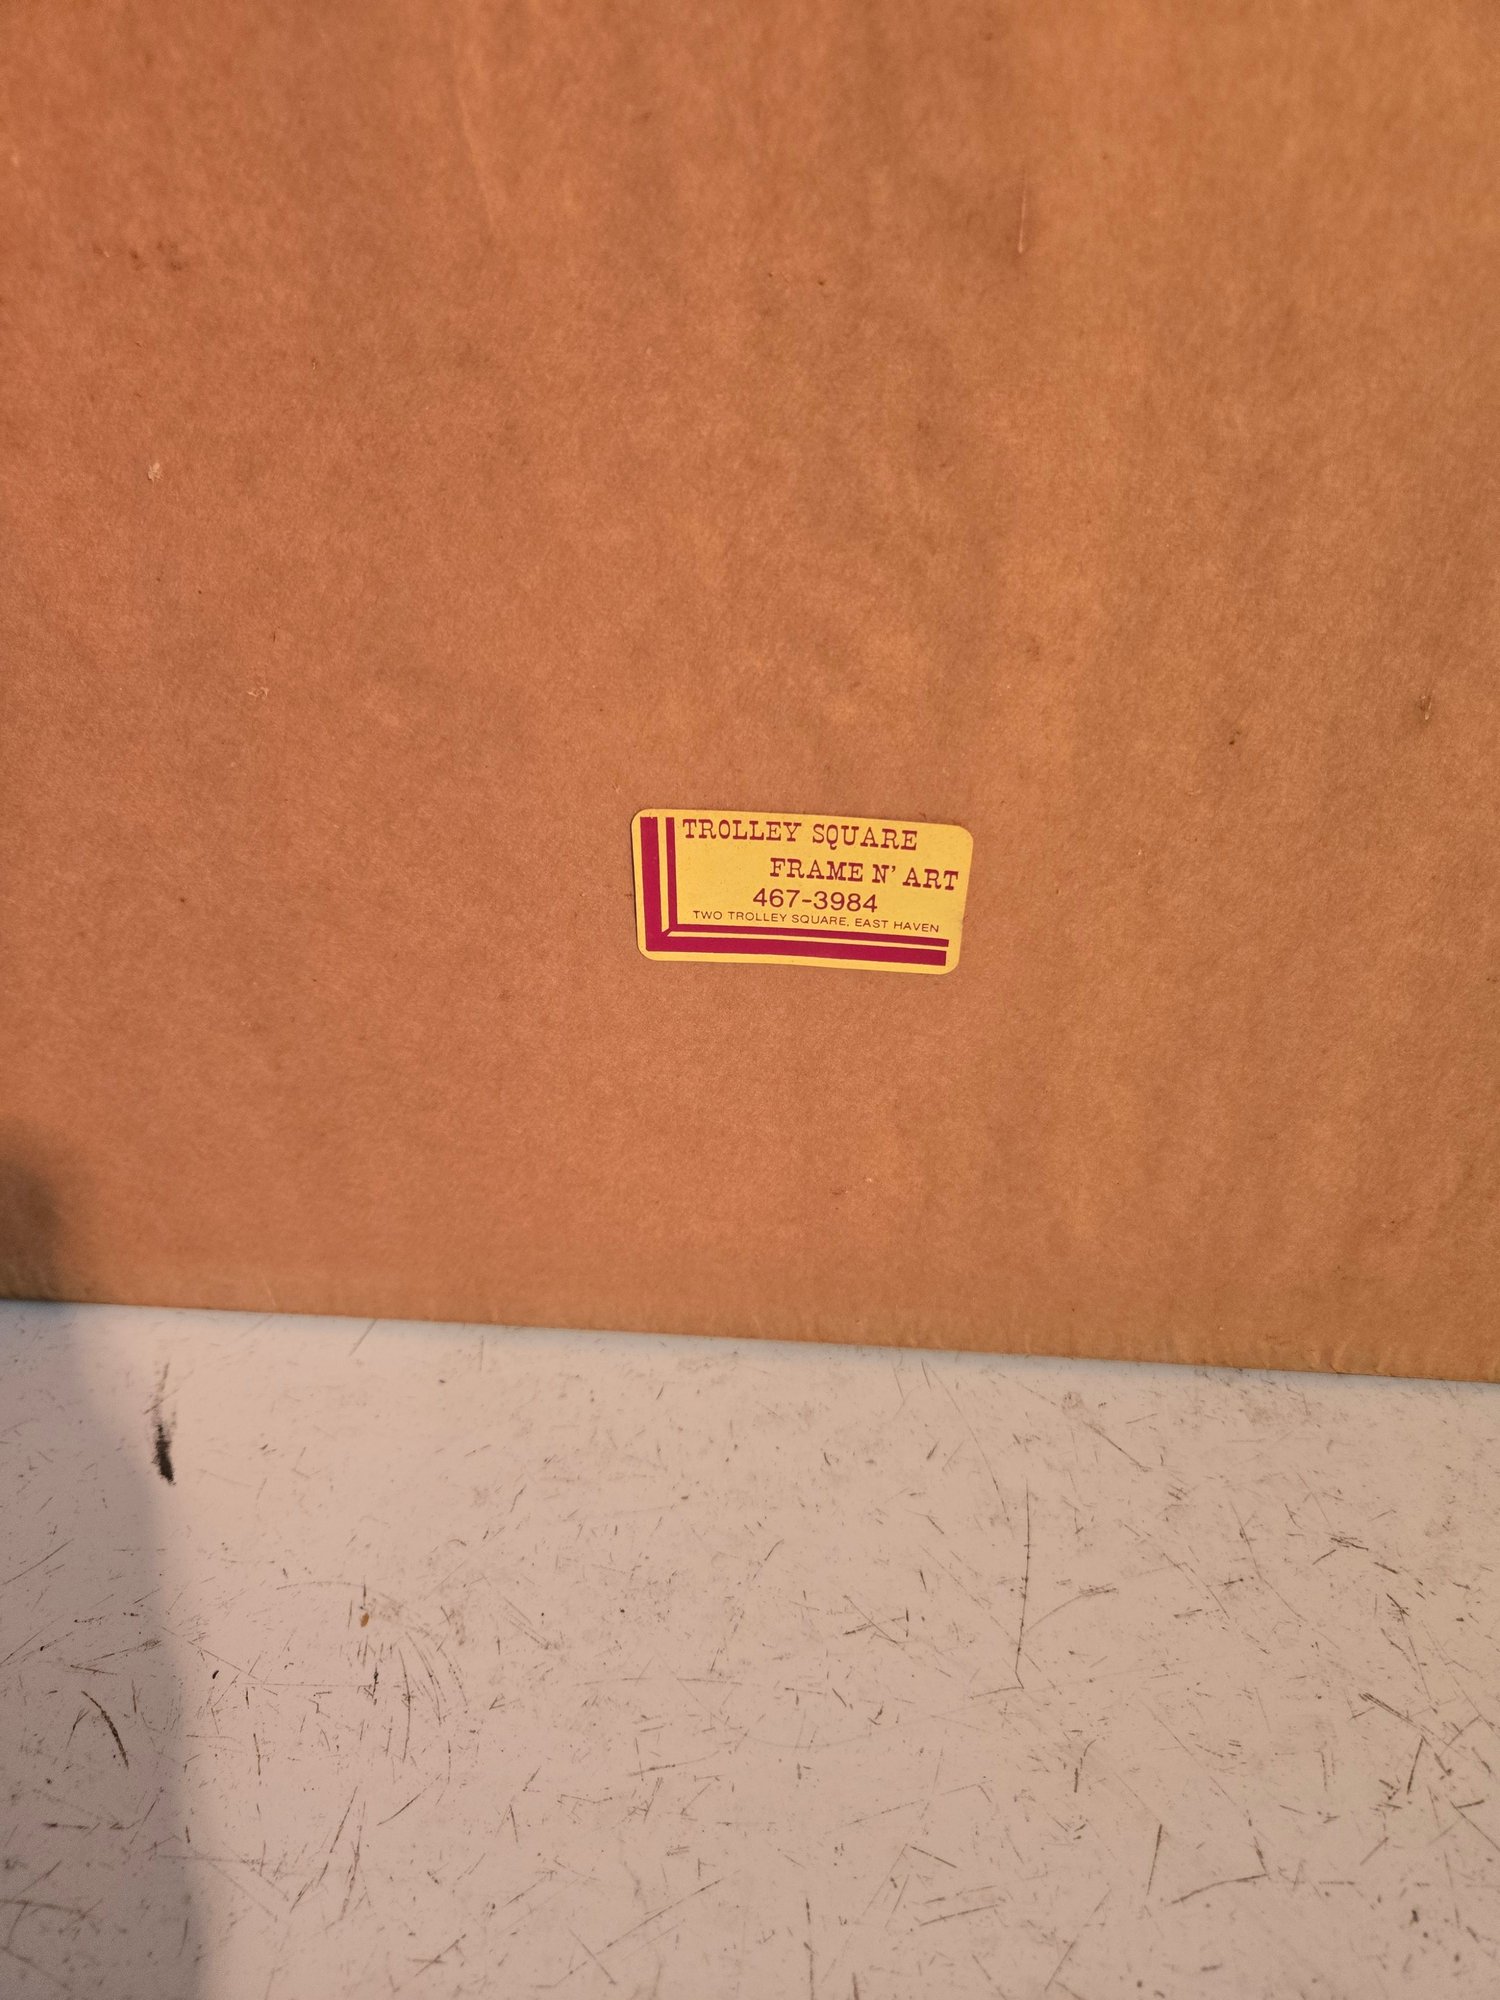 TROLLEY SQUARE
FRAME N' ART
467-3984
TWO TROLLEY SQUARE, EAST HAVEN